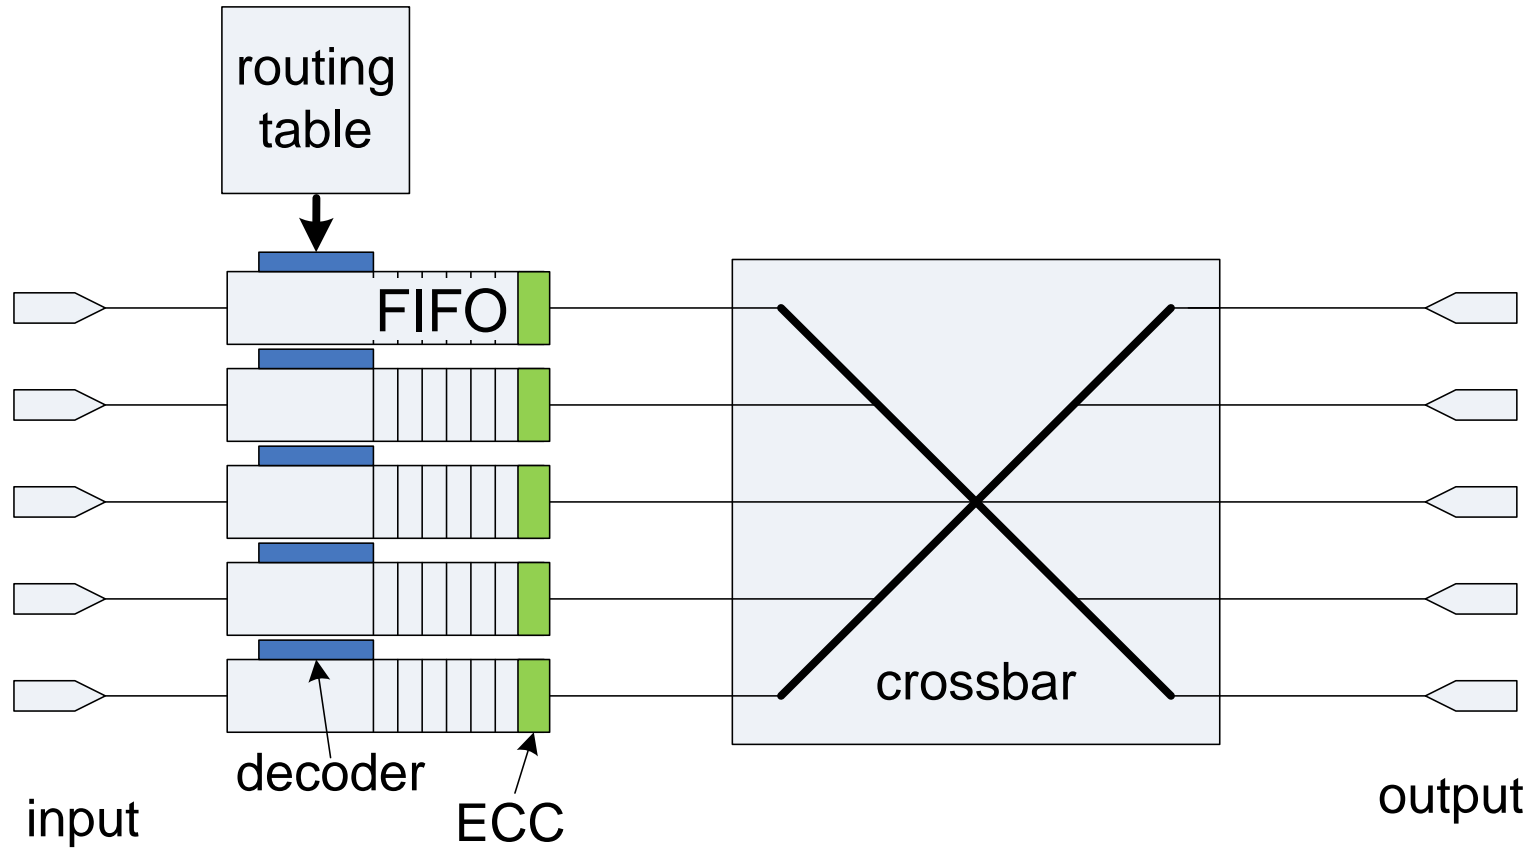 routing
table
FIFO
crossbar
decoder
ECC
input
output